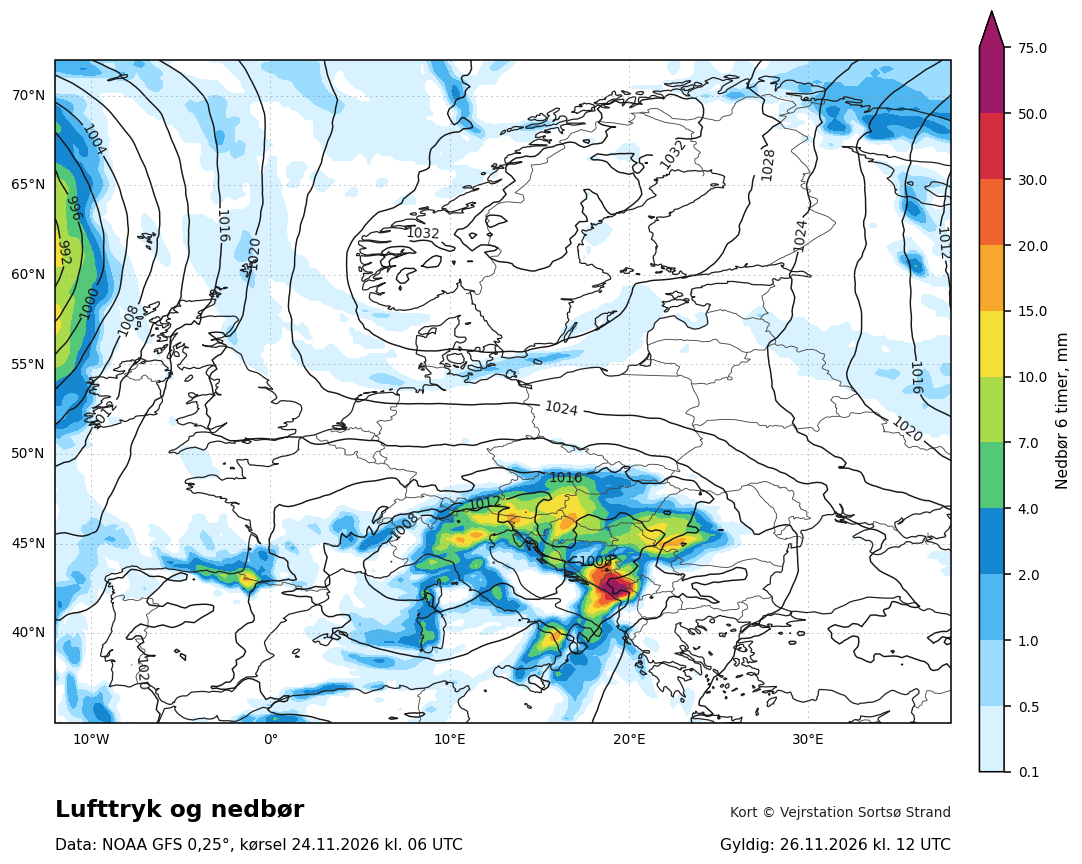 75.0
50.0
30.0
20.0
15.0
10.0
7.0
4.0
2.0
1.0
0.5
0.1
Nedbør 6 timer, mm
70°N
65°N
60°N
55°N
50°N
45°N
40°N
10°W
0°
10°E
20°E
30°E
1004
996
992
1000
1008
1012
1016
1020
1032
1032
1028
1024
1012
1016
1020
1024
1016
1012
1008
1008
1020
Lufttryk og nedbør
Kort © Vejrstation Sortsø Strand
Data: NOAA GFS 0,25°, kørsel 24.11.2026 kl. 06 UTC
Gyldig: 26.11.2026 kl. 12 UTC